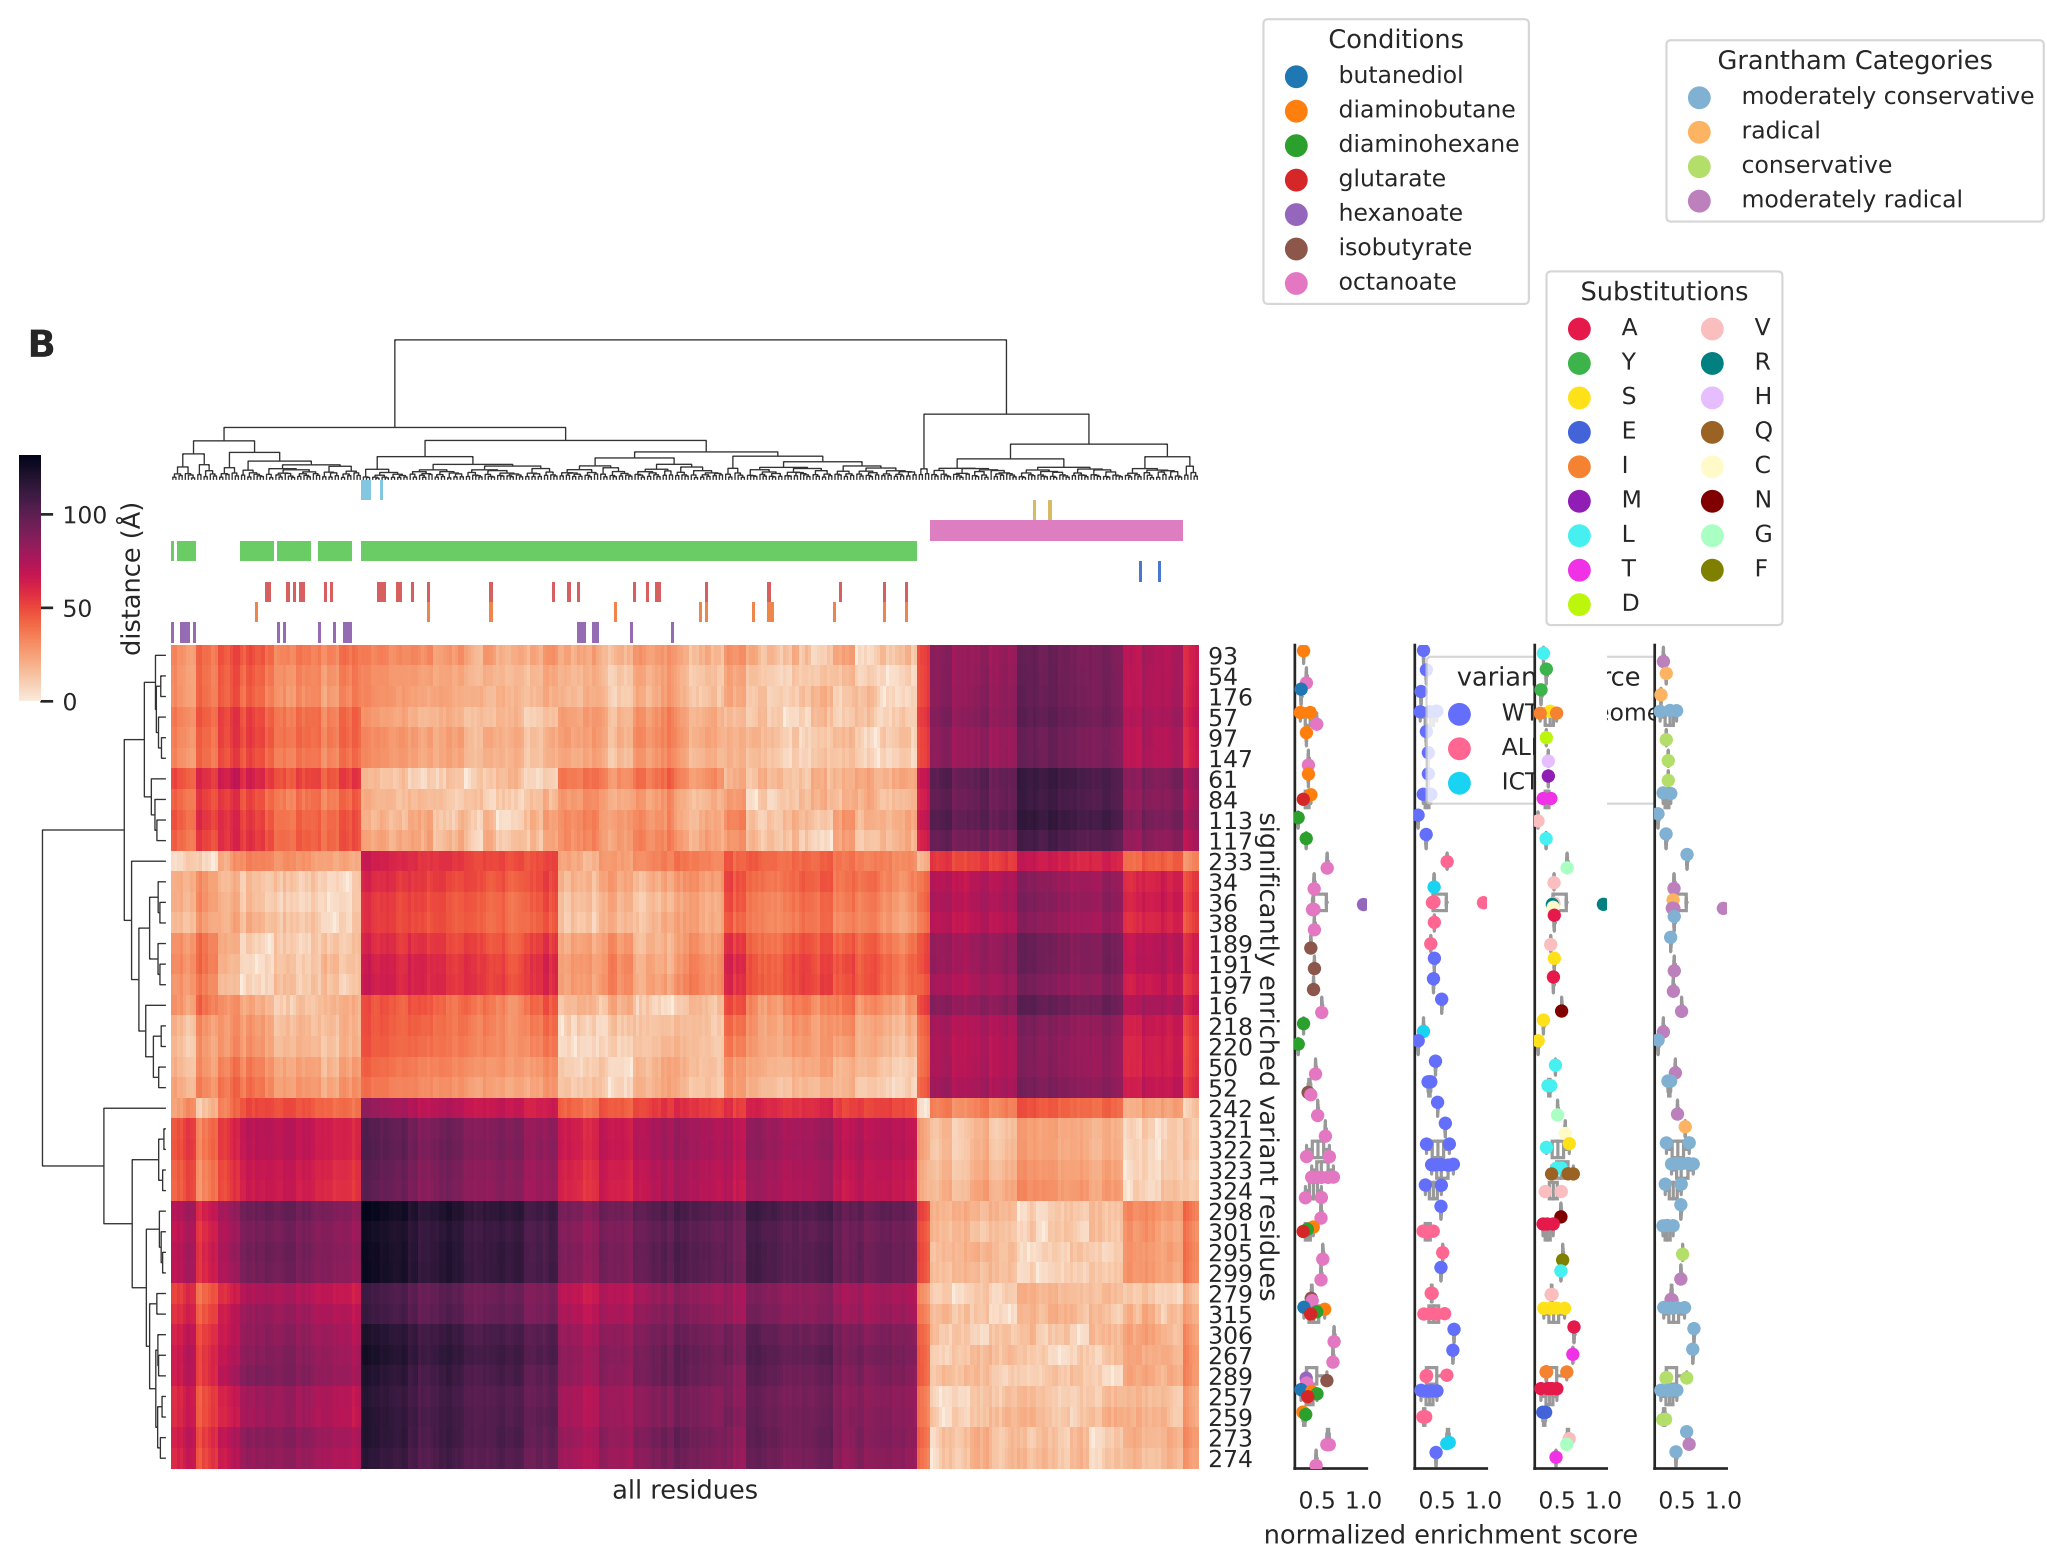 Conditions
butanediol
diaminobutane
diaminohexane
glutarate
hexanoate
isobutyrate
octanoate
Grantham Categories
moderately conservative
radical
conservative
moderately radical
Substitutions
A
Y
S
E
I
M
L
T
D
V
R
H
Q
C
N
G
F
B
100
50
0
distance (Å)
93
54
176
57
97
147
61
84
113
117
233
34
36
38
189
191
197
16
218
220
50
52
242
321
322
323
324
298
301
295
299
279
315
306
267
289
257
259
273
274
significantly enriched variant residues
all residues
0.5 1.0
0.5 1.0
0.5 1.0
0.5 1.0
normalized enrichment score